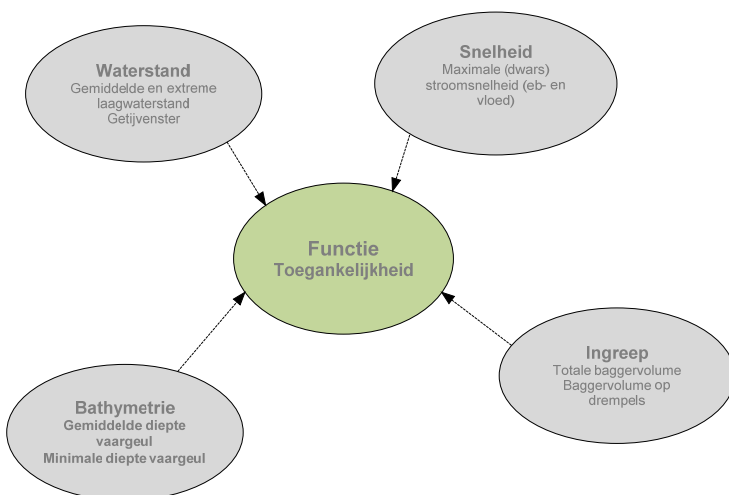 Waterstand
Gemiddelde en extreme
laagwaterstand
Getijvenster
Snelheid
Maximale (dwars)
stroomsnelheid (eb- en
vloed)
Functie
Toegankelijkheid
Ingreep
Totale baggervolume
Baggervolume op
drempels
Bathymetrie
Gemiddelde diepte
vaargeul
Minimale diepte vaargeul